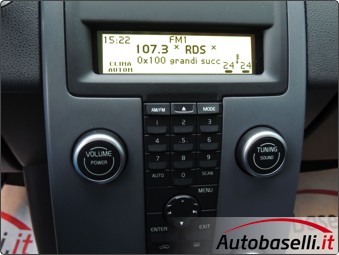 15:22 FM1
107.3 × RDS ×
0x100 grandi succ
CLIMA
AUTOM 24 24
AM/FM MODE
1 2 3
4 5 6
7 8 9
AUTO 0 SCAN
VOLUME
POWER
TUNING
SOUND
MENU
ENTER EXIT
Autobaselli.it